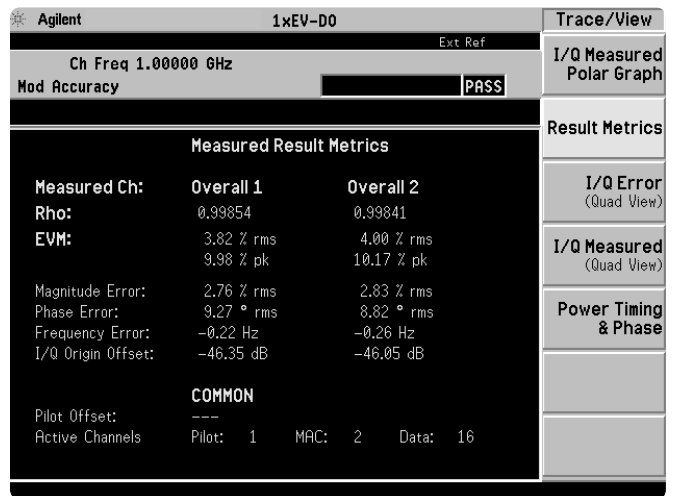 Agilent 1xEV-DO Trace/View
Ext Ref
Ch Freq 1.00000 GHz
Mod Accuracy PASS
Measured Result Metrics
Measured Ch: Overall 1 Overall 2
Rho: 0.99854 0.99841
EVM: 3.82 % rms 4.00 % rms
9.98 % pk 10.17 % pk
Magnitude Error: 2.76 % rms 2.83 % rms
Phase Error: 9.27 ° rms 8.82 ° rms
Frequency Error: -0.22 Hz -0.26 Hz
I/Q Origin Offset: -46.35 dB -46.05 dB
COMMON
Pilot Offset: ---
Active Channels Pilot: 1 MAC: 2 Data: 16
I/Q Measured
Polar Graph
Result Metrics
I/Q Error
(Quad View)
I/Q Measured
(Quad View)
Power Timing
& Phase